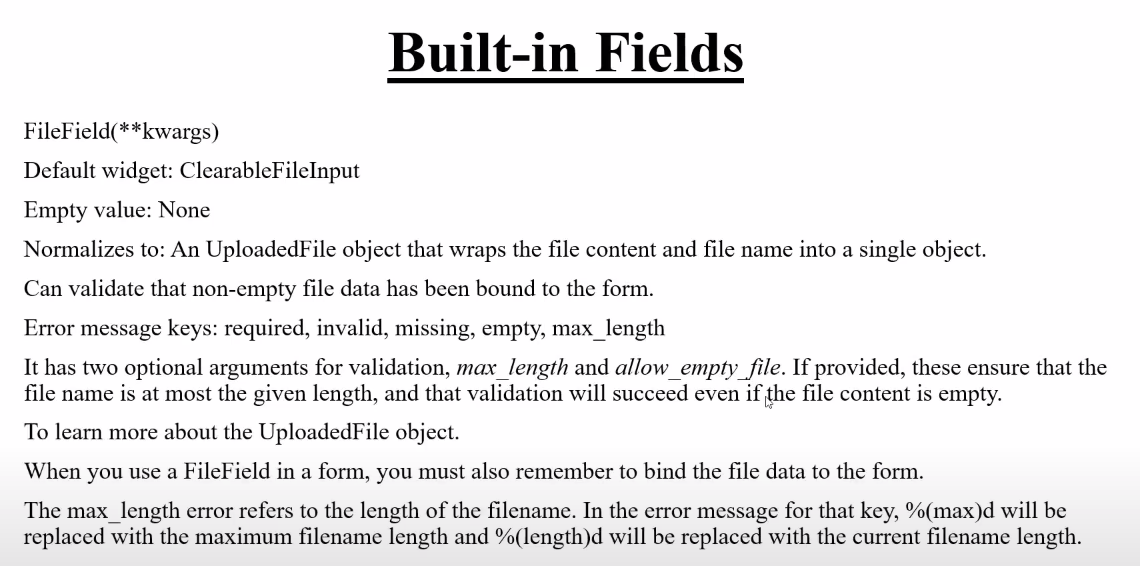 Built-in Fields
FileField(**kwargs)
Default widget: ClearableFileInput
Empty value: None
Normalizes to: An UploadedFile object that wraps the file content and file name into a single object.
Can validate that non-empty file data has been bound to the form.
Error message keys: required, invalid, missing, empty, max_length
It has two optional arguments for validation, max_length and allow_empty_file. If provided, these ensure that the
file name is at most the given length, and that validation will succeed even if the file content is empty.
To learn more about the UploadedFile object.
When you use a FileField in a form, you must also remember to bind the file data to the form.
The max_length error refers to the length of the filename. In the error message for that key, %(max)d will be
replaced with the maximum filename length and %(length)d will be replaced with the current filename length.